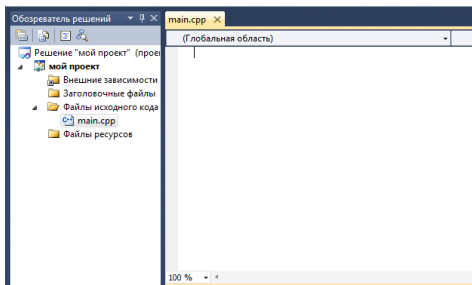 Обозреватель решений
main.cpp
(Глобальная область)
Решение "мой проект" (прое
мой проект
Внешние зависимости
Заголовочные файлы
Файлы исходного кода
main.cpp
Файлы ресурсов
100 %